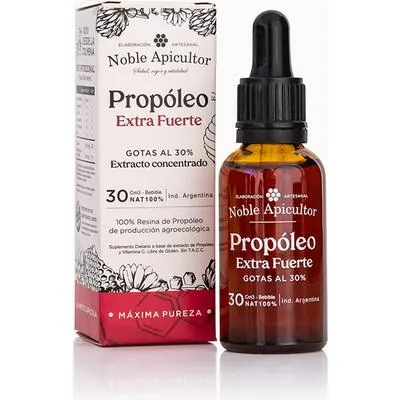 ELABORACIÓN ARTESANAL
Noble Apicultor
Salud, vigor y vitalidad
Propóleo
Extra Fuerte
GOTAS AL 30%
Extracto concentrado
30 Cm3 - Bebible
NAT100%
Ind. Argentina
100% Resina de Propóleo
de producción agroecológica
Suplemento Dietario a base de extracto de Propóleo
y Vitamina C. Libre de Gluten. Sin T.A.C.C.
MÁXIMA PUREZA
ELABORACIÓN ARTESANAL
Noble Apicultor
Propóleo
Extra Fuerte
GOTAS AL 30%
30 Cm3 - Bebible
NAT100%
Ind. Argentina